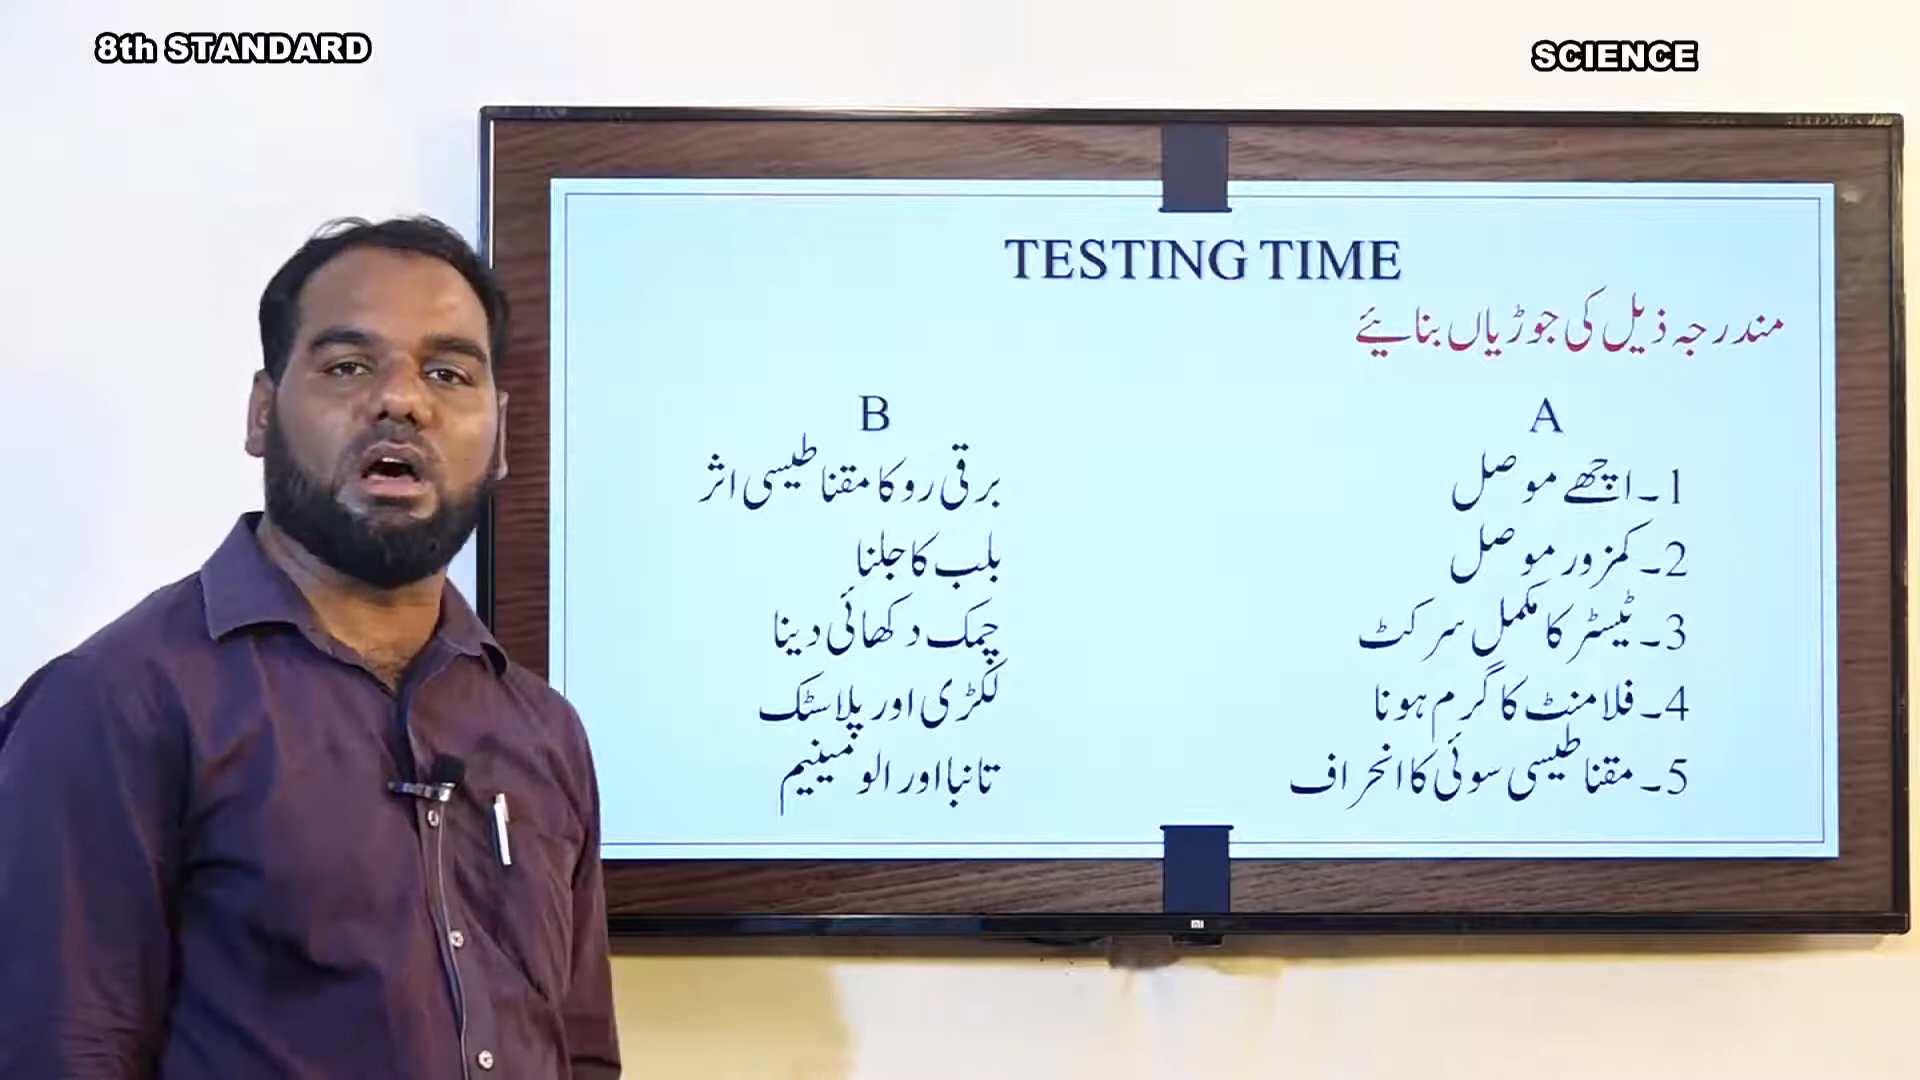 8th STANDARD
SCIENCE
TESTING TIME
مندرجہ ذیل کی جوڑیاں بنائیے
A
B
1۔ اچھے موصل
برقی رو کا مقناطیسی اثر
2۔ کمزور موصل
بلب کا جلنا
3۔ ٹیسٹر کا مکمل سرکٹ
چمک دکھائی دینا
4۔ فلامنٹ کا گرم ہونا
لکڑی اور پلاسٹک
5۔ مقناطیسی سوئی کا انحراف
تانبا اور الومینیم
mi